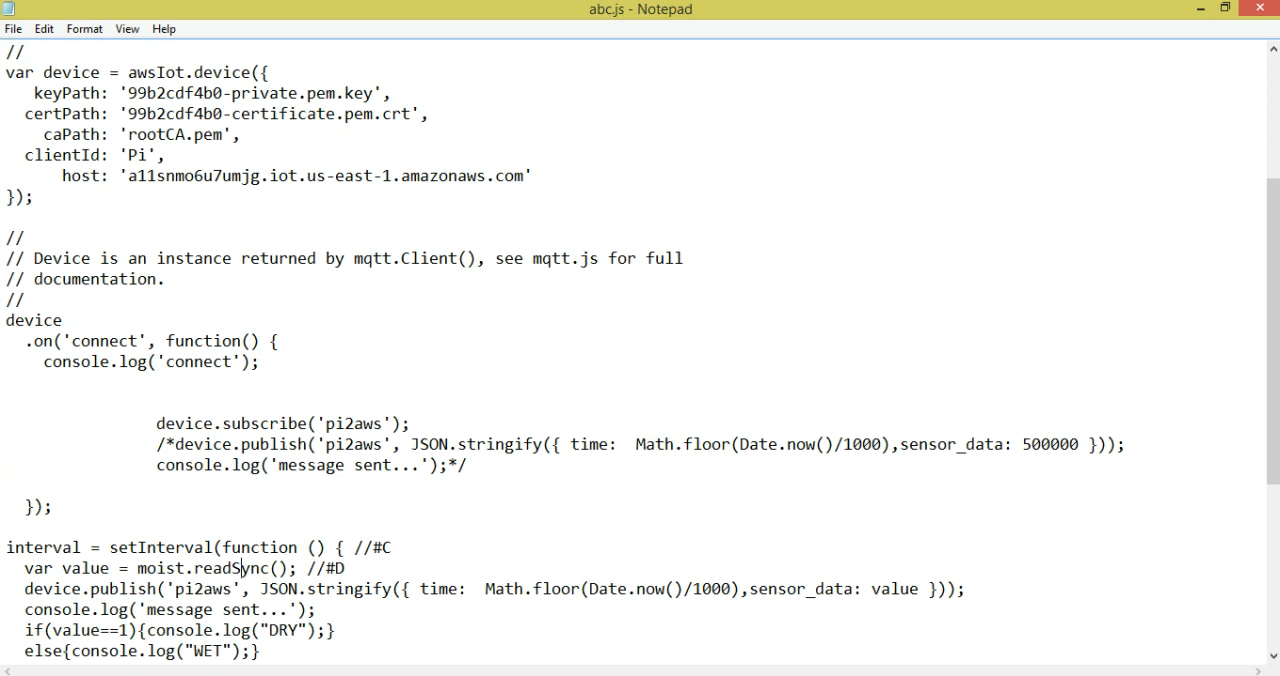 abc.js - Notepad
File Edit Format View Help
//
var device = awsIot.device({
keyPath: '99b2cdf4b0-private.pem.key',
certPath: '99b2cdf4b0-certificate.pem.crt',
caPath: 'rootCA.pem',
clientId: 'Pi',
host: 'a11snmo6u7umjg.iot.us-east-1.amazonaws.com'
});
//
// Device is an instance returned by mqtt.Client(), see mqtt.js for full
// documentation.
//
device
.on('connect', function() {
console.log('connect');
device.subscribe('pi2aws');
/*device.publish('pi2aws', JSON.stringify({ time: Math.floor(Date.now()/1000),sensor_data: 500000 }));
console.log('message sent...');*/
});
interval = setInterval(function () { //#C
var value = moist.readSync(); //#D
device.publish('pi2aws', JSON.stringify({ time: Math.floor(Date.now()/1000),sensor_data: value }));
console.log('message sent...');
if(value==1){console.log("DRY");}
else{console.log("WET");}